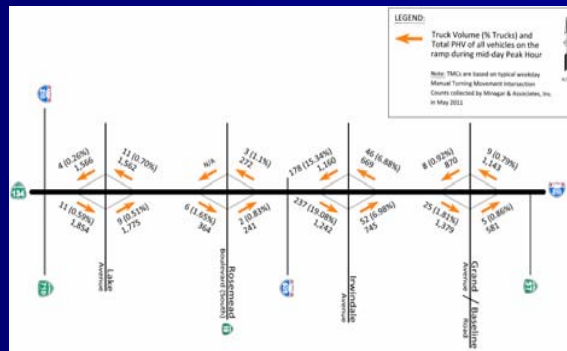 LEGEND:
Truck Volume (% Trucks) and
Total PHV of all vehicles on the
ramp during mid-day Peak Hour
Note: TMCs are based on typical weekday
Manual Turning Movement Intersection
Counts collected by Minagar & Associates, Inc.
in May 2011
4 (0.26%)
1,566
11 (0.70%)
1,562
N/A
3 (1.1%)
272
178 (15.34%)
1,160
46 (6.88%)
669
8 (0.92%)
870
9 (0.79%)
1,143
134
11 (0.59%)
1,854
9 (0.51%)
1,775
6 (1.65%)
364
2 (0.83%)
241
237 (19.08%)
1,242
52 (6.98%)
745
25 (1.81%)
1,379
5 (0.86%)
581
710
Lake
Avenue
Rosemead
Boulevard (South)
19
Irwindale
Avenue
Grand / Baseline
Avenue Road
57